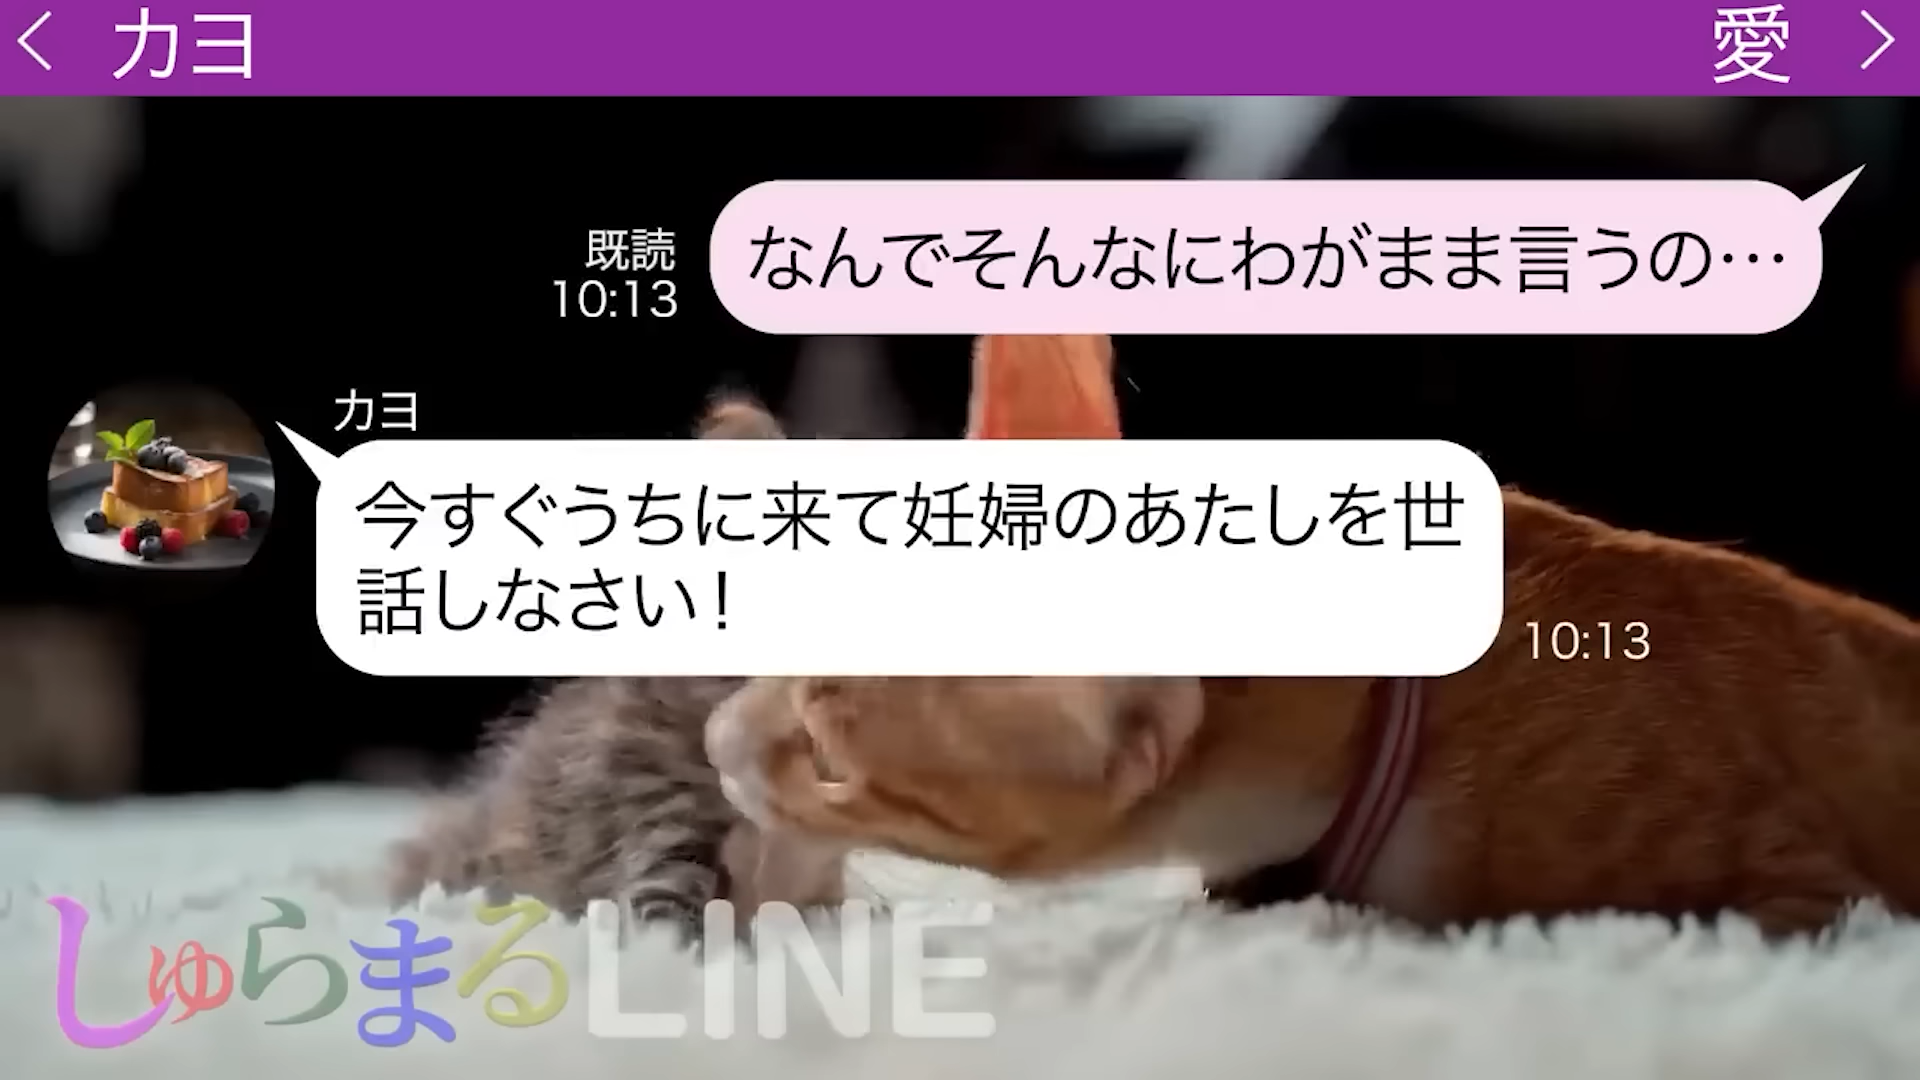 カヨ
愛
なんでそんなにわがまま言うの…
既読
10:13
カヨ
今すぐうちに来て妊婦のあたしを世
話しなさい！
10:13
しゅらまるLINE